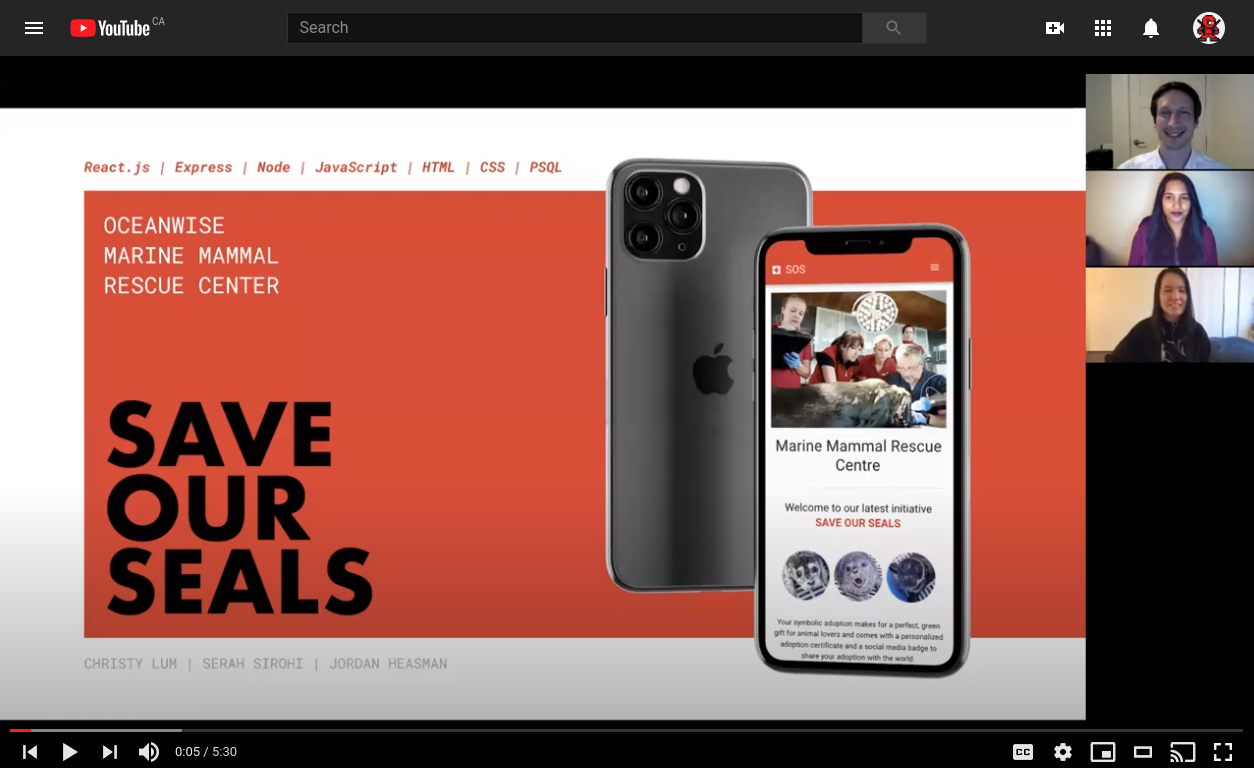 YouTube CA
Search
React.js | Express | Node | JavaScript | HTML | CSS | PSQL
OCEANWISE
MARINE MAMMAL
RESCUE CENTER
SAVE
OUR
SEALS
CHRISTY LUM | SERAH SIROHI | JORDAN HEASMAN
SOS
Marine Mammal Rescue
Centre
Welcome to our latest initiative
SAVE OUR SEALS
Your symbolic adoption makes for a perfect, green
gift for animal lovers and comes with a personalized
adoption certificate and a social media badge to
share your adoption with the world.
0:05 / 5:30
CC